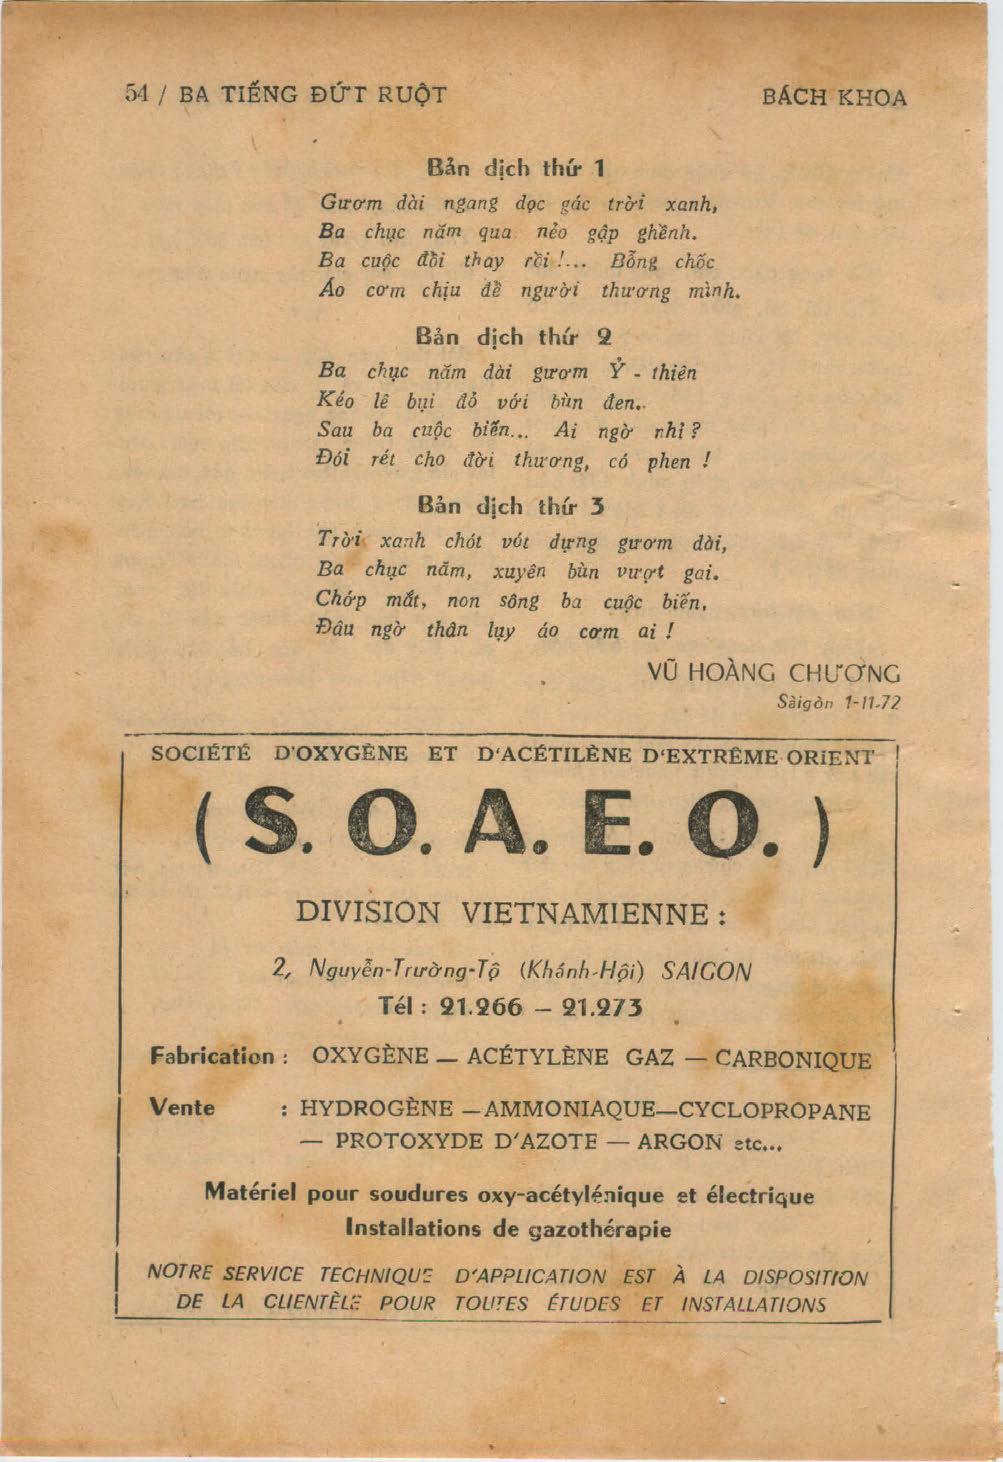 54 / BA TIẾNG ĐỨT RUỘT
BÁCH KHOA
Bản dịch thứ 1
Gươm dài ngang dọc gác trời xanh,
Ba chục năm qua nẻo gập ghềnh.
Ba cuộc đổi thay rồi !... Bỗng chốc
Áo cơm chịu để người thương mình.
Bản dịch thứ 2
Ba chục năm dài gươm Ỷ - thiên
Kéo lê bụi đỏ với bùn đen..
Sau ba cuộc biến... Ai ngờ nhỉ ?
Đói rét cho đời thương, có phen !
Bản dịch thứ 3
Trời xanh chót vót dựng gươm dài,
Ba chục năm, xuyên bùn vượt gai.
Chớp mắt, non sông ba cuộc biến,
Đâu ngờ thân lụy áo cơm ai !
VŨ HOÀNG CHƯƠNG
Sàigòn 1-11-72
SOCIÉTÉ D'OXYGÈNE ET D'ACÉTILÈNE D'EXTRÊME ORIENT
( S. O. A. E. O. )
DIVISION VIETNAMIENNE :
2, Nguyễn-Trường-Tộ (Khánh-Hội) SAIGON
Tél : 21.266 — 21.273
Fabrication : OXYGÈNE — ACÉTYLÈNE GAZ — CARBONIQUE
Vente : HYDROGÈNE — AMMONIAQUE — CYCLOPROPANE
— PROTOXYDE D'AZOTE — ARGON etc...
Matériel pour soudures oxy-acétylénique et électrique
Installations de gazothérapie
NOTRE SERVICE TECHNIQUE D'APPLICATION EST À LA DISPOSITION
DE LA CLIENTÈLE POUR TOUTES ÉTUDES ET INSTALLATIONS